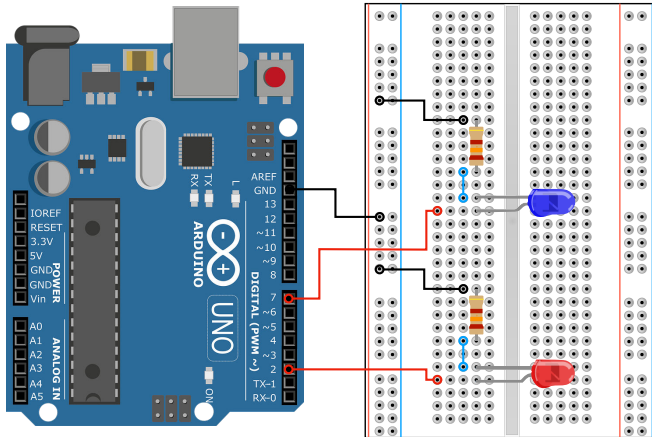 AREF
GND
13
12
~11
~10
~9
8
7
~6
~5
4
~3
2
TX-1
RX-0
RX
TX
L
ARDUINO
UNO
DIGITAL (PWM ~)
ON
IOREF
RESET
3.3V
5V
GND
GND
Vin
POWER
A0
A1
A2
A3
A4
A5
ANALOG IN